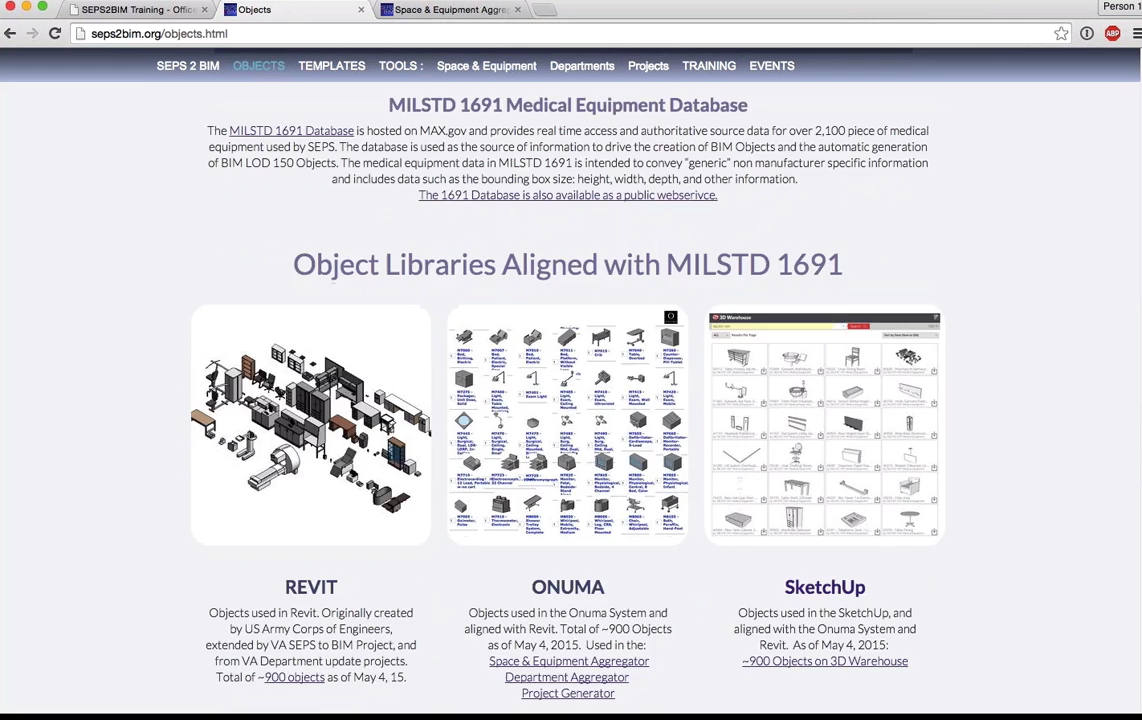 SEPS2BIM Training - Office
Objects
Space & Equipment Aggre
Person 1
seps2bim.org/objects.html
ABP
SEPS 2 BIM OBJECTS TEMPLATES TOOLS : Space & Equipment Departments Projects TRAINING EVENTS
MILSTD 1691 Medical Equipment Database
The MILSTD 1691 Database is hosted on MAX.gov and provides real time access and authoritative source data for over 2,100 piece of medical
equipment used by SEPS. The database is used as the source of information to drive the creation of BIM Objects and the automatic generation
of BIM LOD 150 Objects. The medical equipment data in MILSTD 1691 is intended to convey "generic" non manufacturer specific information
and includes data such as the bounding box size: height, width, depth, and other information.
The 1691 Database is also available as a public webserivce.
Object Libraries Aligned with MILSTD 1691
3D Warehouse
REVIT
Objects used in Revit. Originally created
by US Army Corps of Engineers,
extended by VA SEPS to BIM Project, and
from VA Department update projects.
Total of ~900 objects as of May 4, 15.
ONUMA
Objects used in the Onuma System and
aligned with Revit. Total of ~900 Objects
as of May 4, 2015. Used in the:
Space & Equipment Aggregator
Department Aggregator
Project Generator
SketchUp
Objects used in the SketchUp, and
aligned with the Onuma System and
Revit. As of May 4, 2015:
~900 Objects on 3D Warehouse